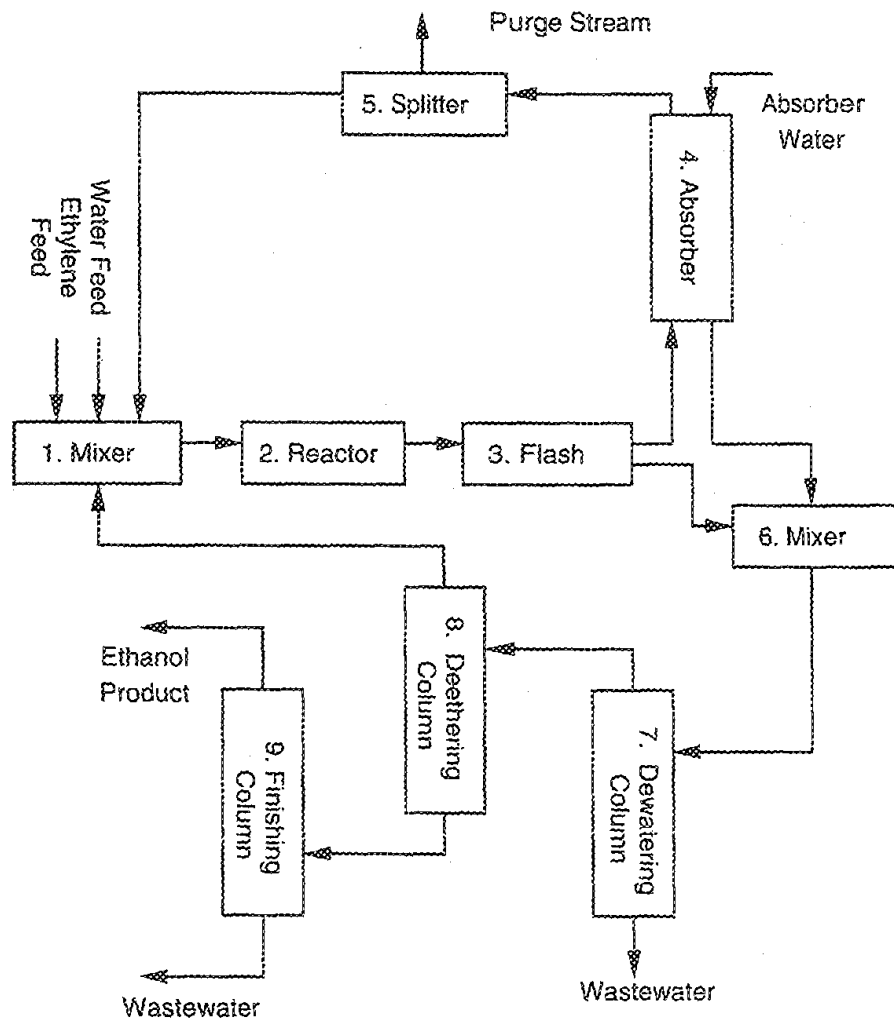 Purge Stream
5. Splitter
Absorber
Water
4. Absorber
Water Feed
Ethylene
Feed
1. Mixer
2. Reactor
3. Flash
6. Mixer
8. Deethering
Column
Ethanol
Product
7. Dewatering
Column
9. Finishing
Column
Wastewater
Wastewater